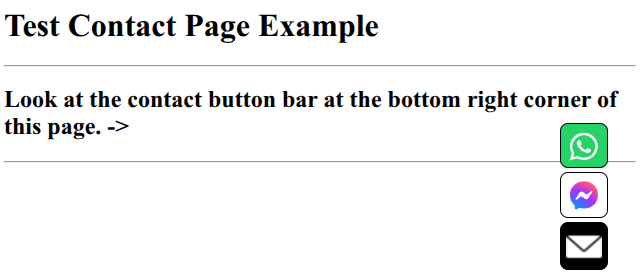 Test Contact Page Example
Look at the contact button bar at the bottom right corner of
this page. ->